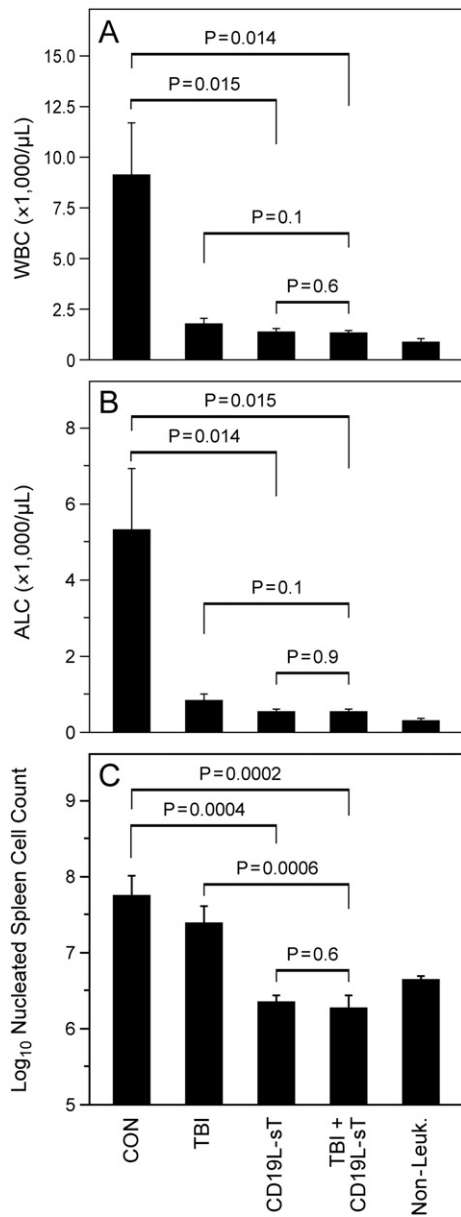 A
P=0.014
P=0.015
P=0.1
P=0.6
WBC (×1,000/μL)
15.0
12.5
10.0
7.5
5.0
2.5
0
B
P=0.015
P=0.014
P=0.1
P=0.9
ALC (×1,000/μL)
8
6
4
2
0
C
P=0.0002
P=0.0004
P=0.0006
P=0.6
Log₁₀ Nucleated Spleen Cell Count
9
8
7
6
5
CON
TBI
CD19L-sT
TBI +
CD19L-sT
Non-Leuk.